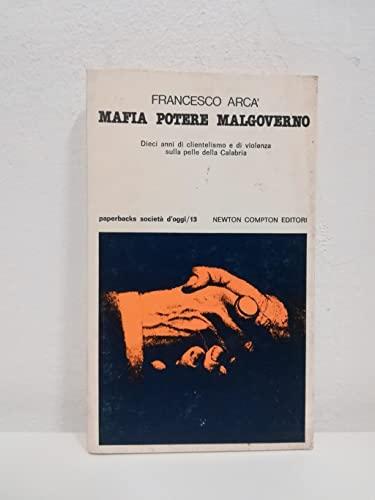 FRANCESCO ARCA'
MAFIA POTERE MALGOVERNO
Dieci anni di clientelismo e di violenza
sulla pelle della Calabria
paperbacks società d'oggi/13 NEWTON COMPTON EDITORI